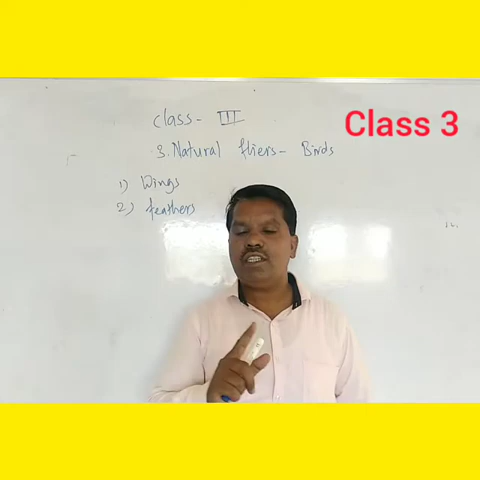 Class - III
Class 3
3. Natural fliers - Birds
1) Wings
2) feathers